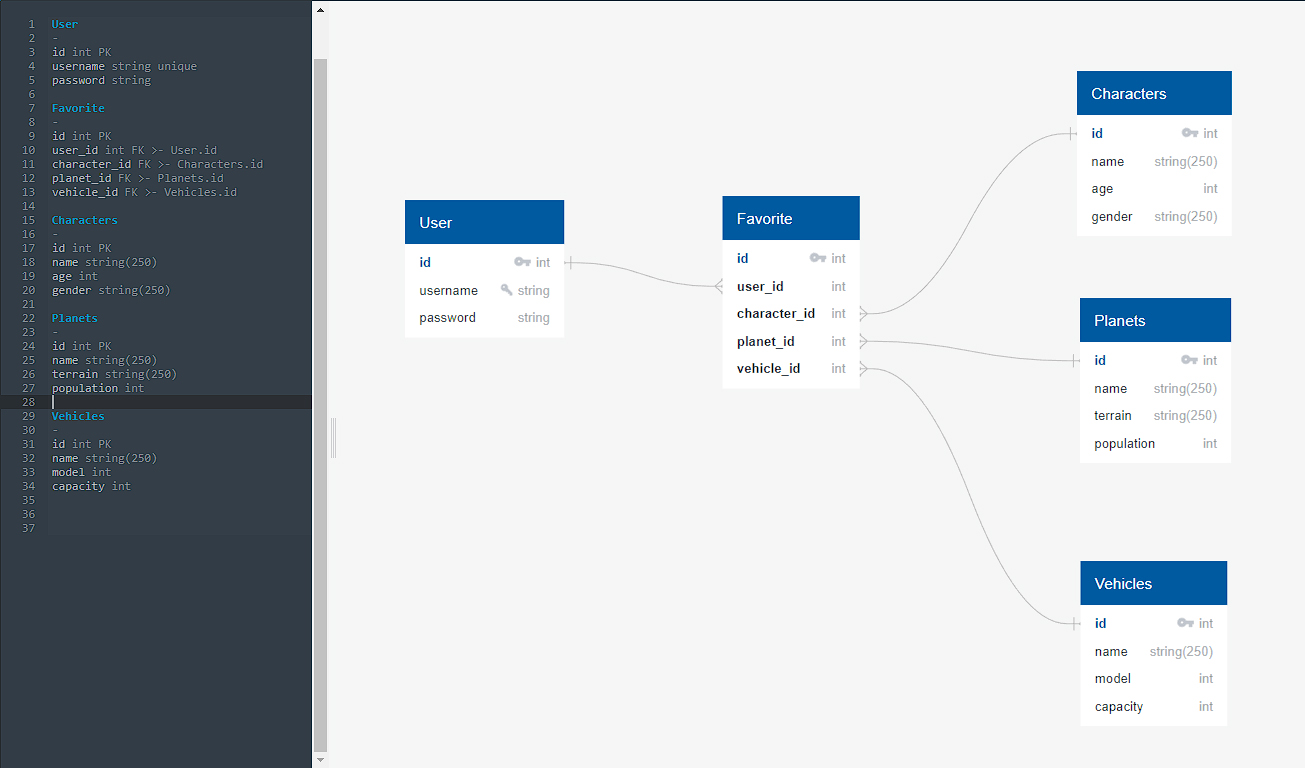 1 User
2 -
3 id int PK
4 username string unique
5 password string
6
7 Favorite
8 -
9 id int PK
10 user_id int FK >- User.id
11 character_id FK >- Characters.id
12 planet_id FK >- Planets.id
13 vehicle_id FK >- Vehicles.id
14
15 Characters
16 -
17 id int PK
18 name string(250)
19 age int
20 gender string(250)
21
22 Planets
23 -
24 id int PK
25 name string(250)
26 terrain string(250)
27 population int
28
29 Vehicles
30 -
31 id int PK
32 name string(250)
33 model int
34 capacity int
35
36
37
User
id int
username string
password string
Favorite
id int
user_id int
character_id int
planet_id int
vehicle_id int
Characters
id int
name string(250)
age int
gender string(250)
Planets
id int
name string(250)
terrain string(250)
population int
Vehicles
id int
name string(250)
model int
capacity int